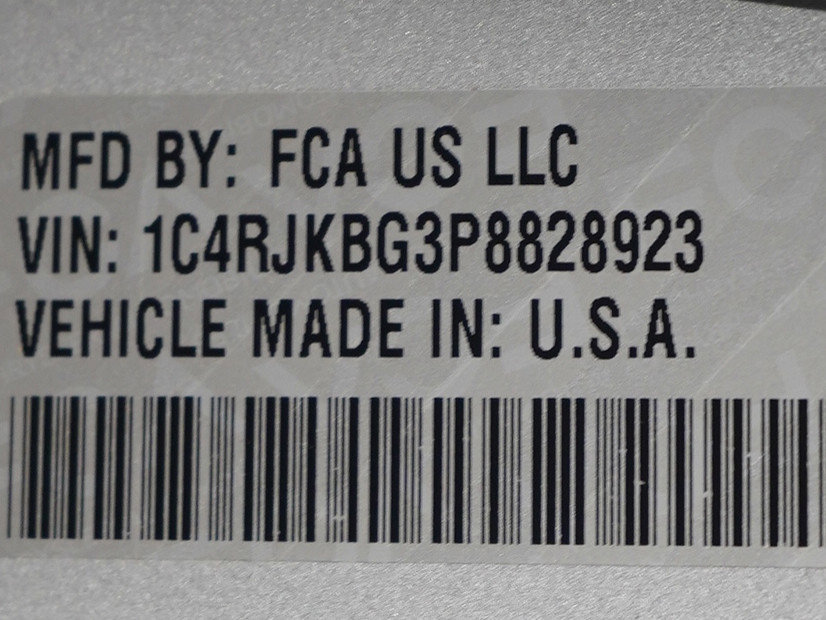 MFD BY: FCA US LLC
VIN: 1C4RJKBG3P8828923
VEHICLE MADE IN: U.S.A.